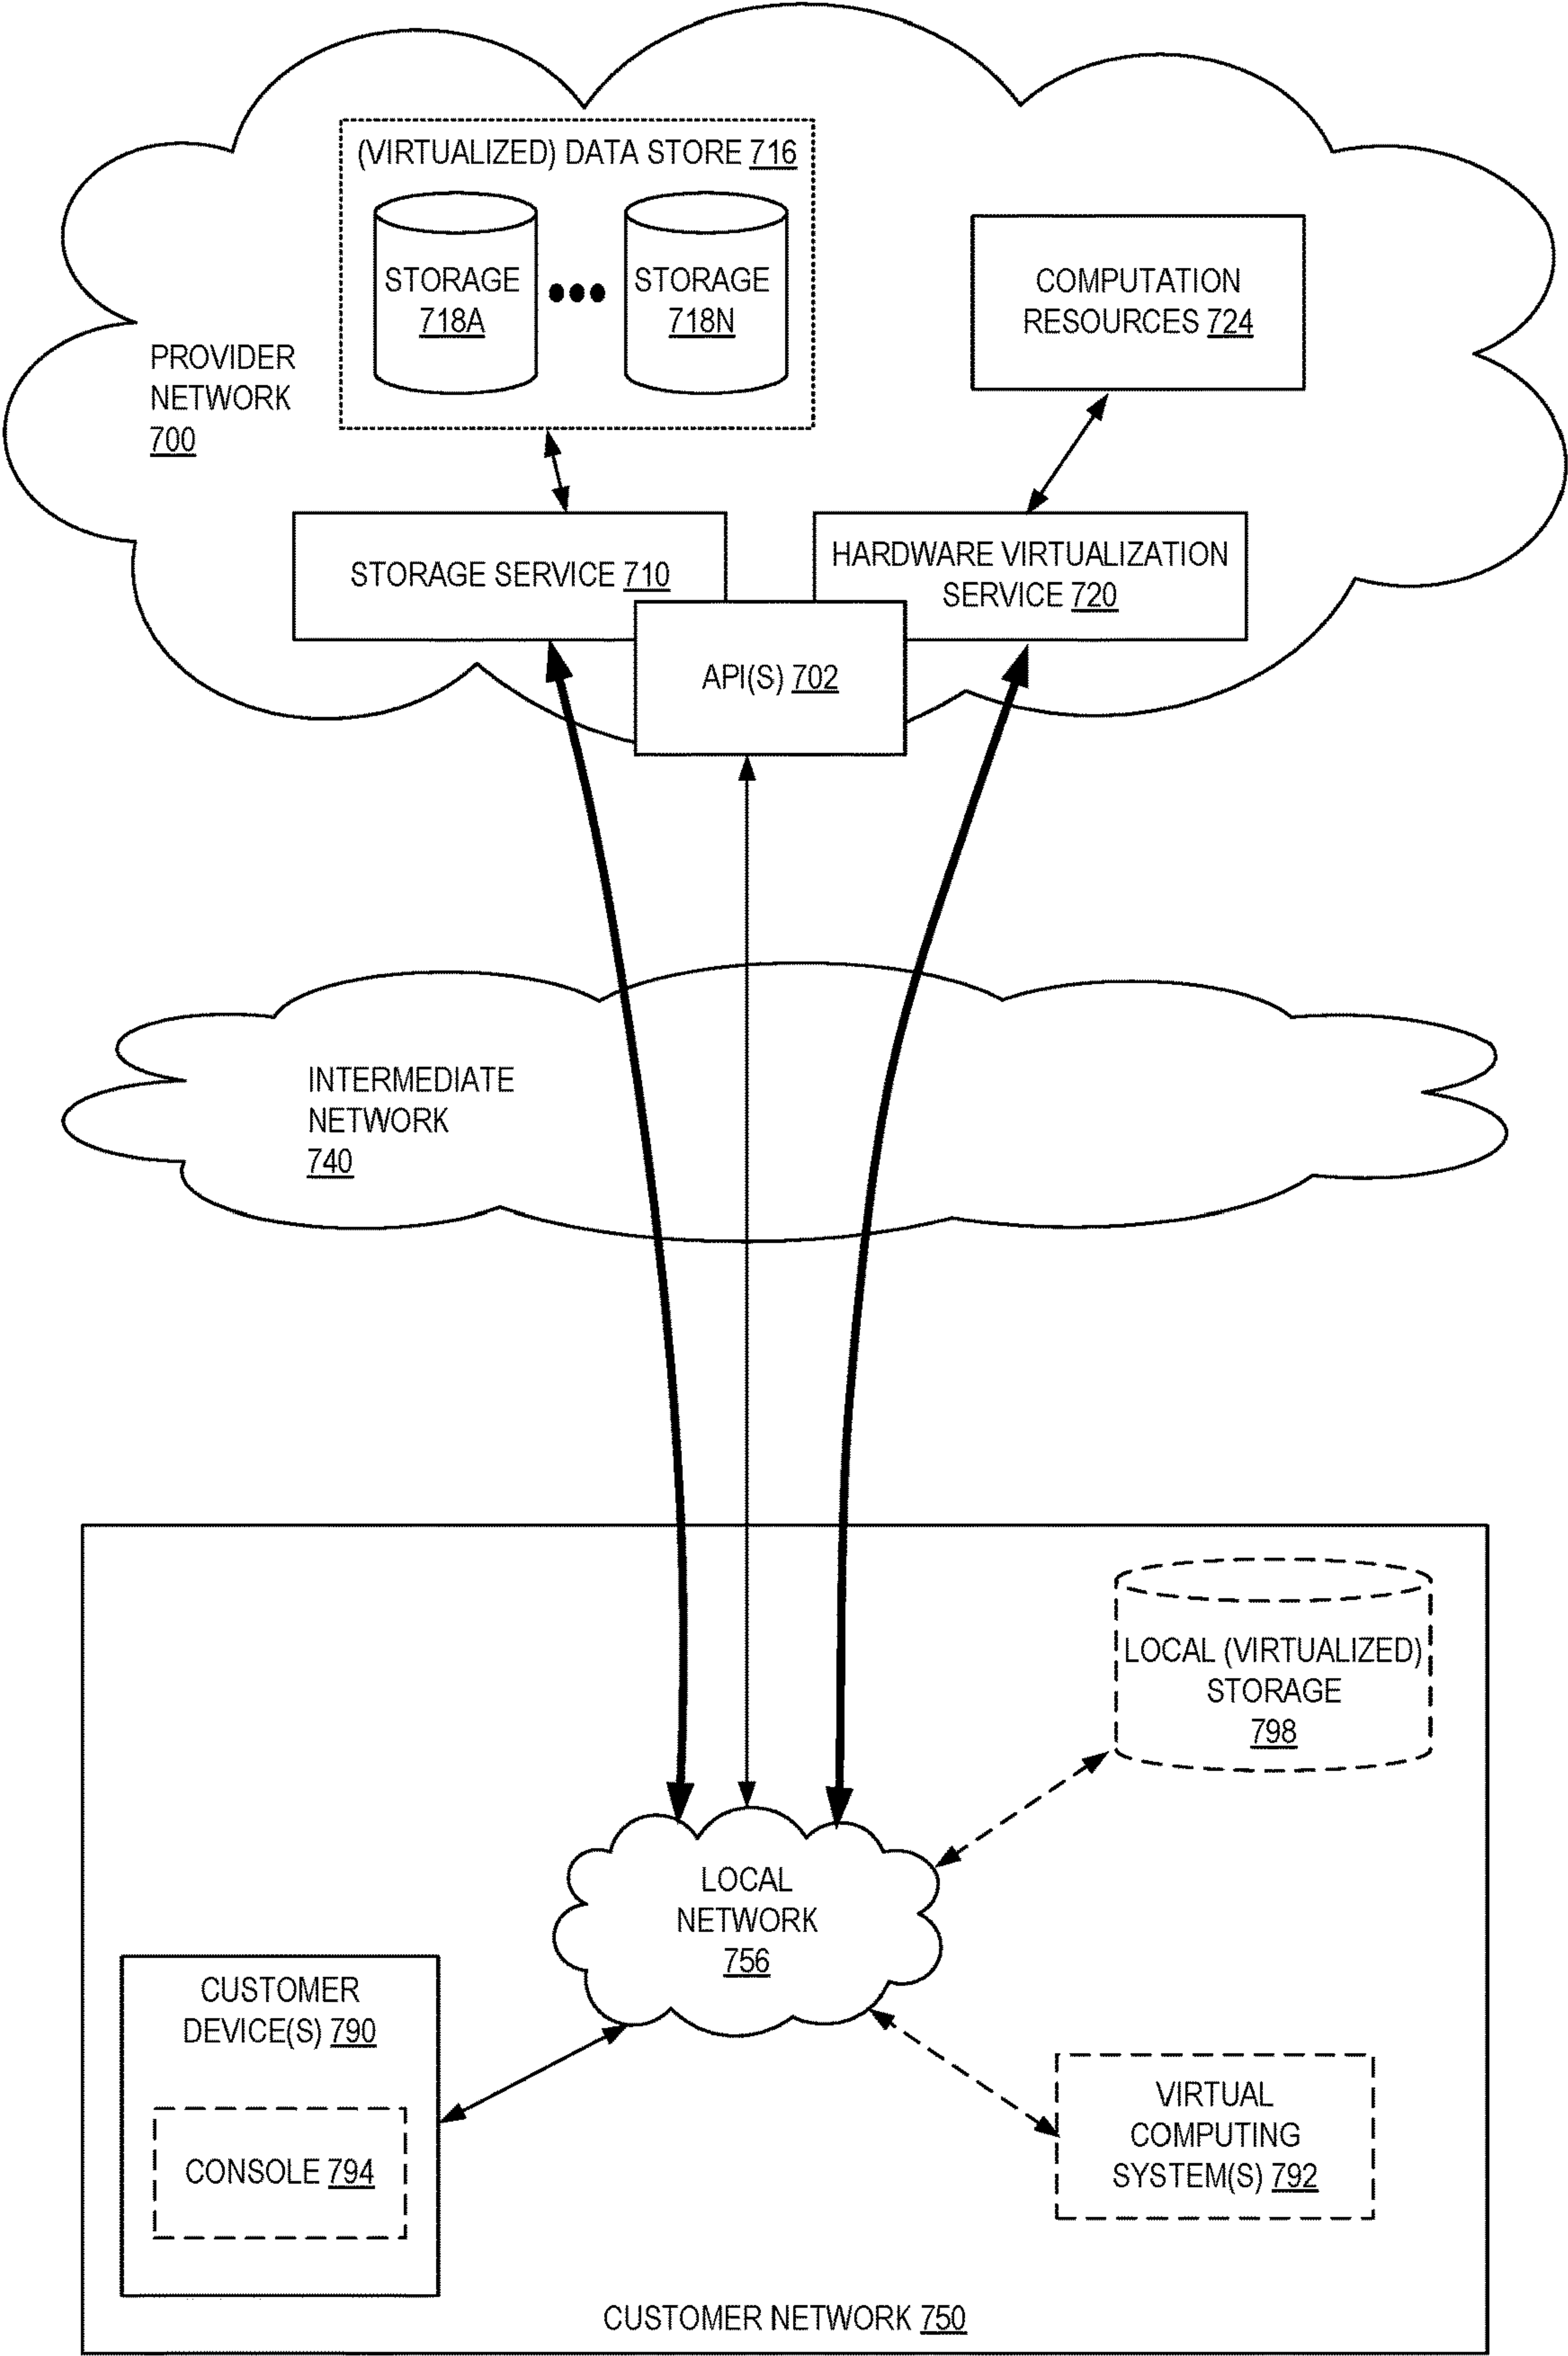 (VIRTUALIZED) DATA STORE 716
STORAGE
718A
STORAGE
718N
COMPUTATION
RESOURCES 724
PROVIDER
NETWORK
700
STORAGE SERVICE 710
HARDWARE VIRTUALIZATION
SERVICE 720
API(S) 702
INTERMEDIATE
NETWORK
740
LOCAL (VIRTUALIZED)
STORAGE
798
LOCAL
NETWORK
756
CUSTOMER
DEVICE(S) 790
CONSOLE 794
VIRTUAL
COMPUTING
SYSTEM(S) 792
CUSTOMER NETWORK 750